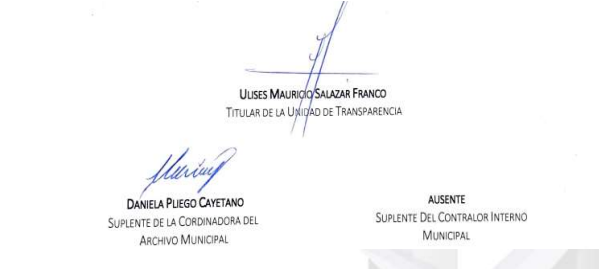 ULISES MAURICIO SALAZAR FRANCO
TITULAR DE LA UNIDAD DE TRANSPARENCIA
DANIELA PLIEGO CAYETANO
SUPLENTE DE LA CORDINADORA DEL
ARCHIVO MUNICIPAL
AUSENTE
SUPLENTE DEL CONTRALOR INTERNO
MUNICIPAL